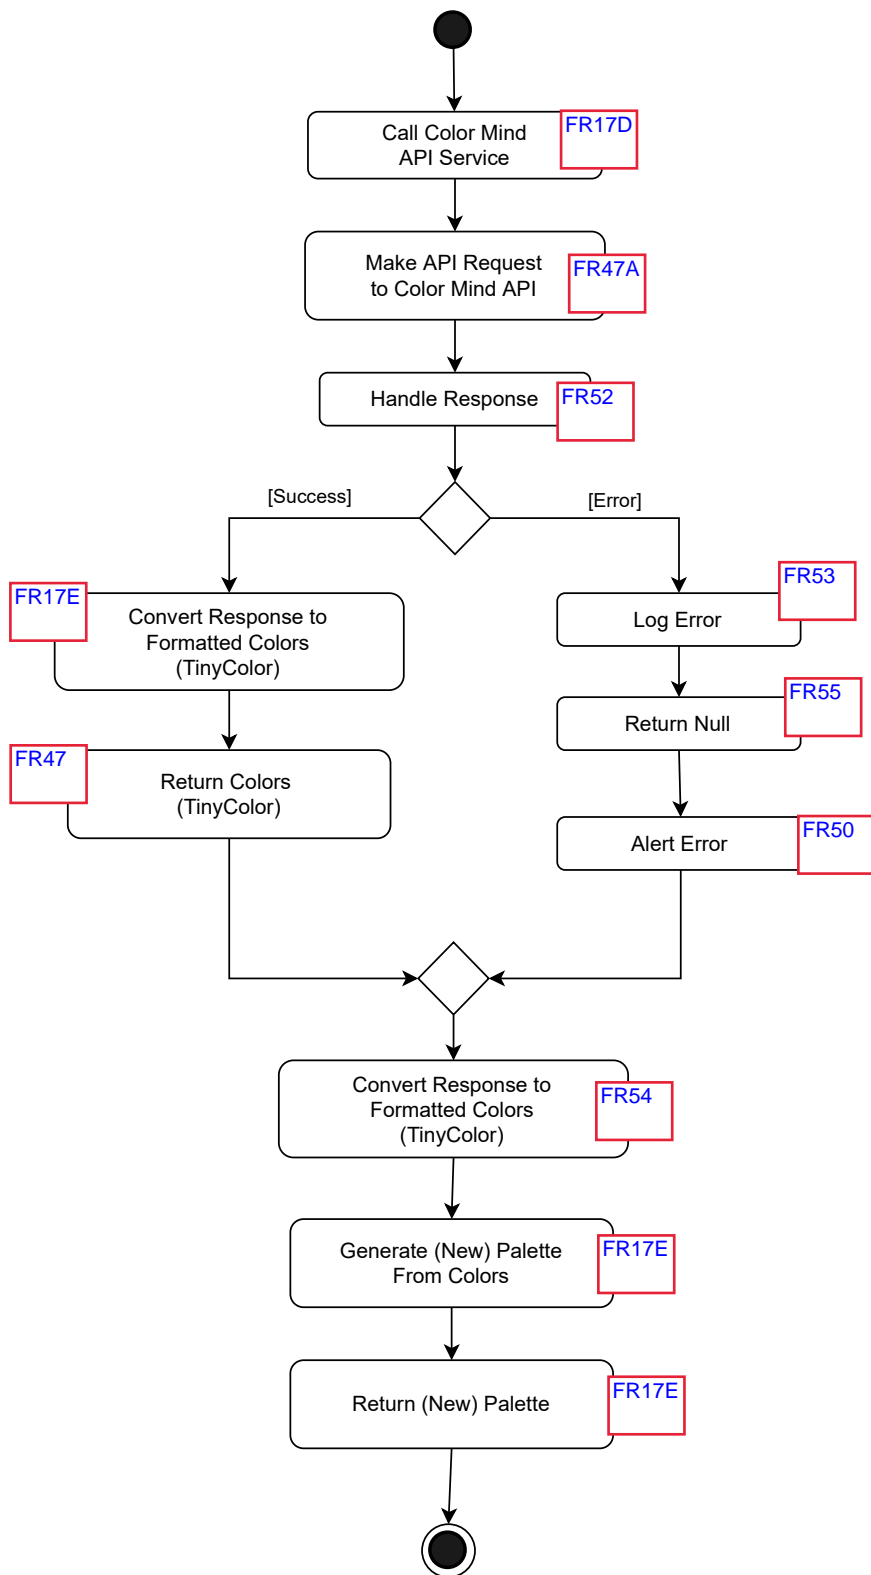 Call Color Mind
API Service
FR17D
Make API Request
to Color Mind API
FR47A
Handle Response
FR52
[Success]
[Error]
FR17E
Convert Response to
Formatted Colors
(TinyColor)
FR53
Log Error
FR55
Return Null
FR47
Return Colors
(TinyColor)
FR50
Alert Error
Convert Response to
Formatted Colors
(TinyColor)
FR54
Generate (New) Palette
From Colors
FR17E
Return (New) Palette
FR17E